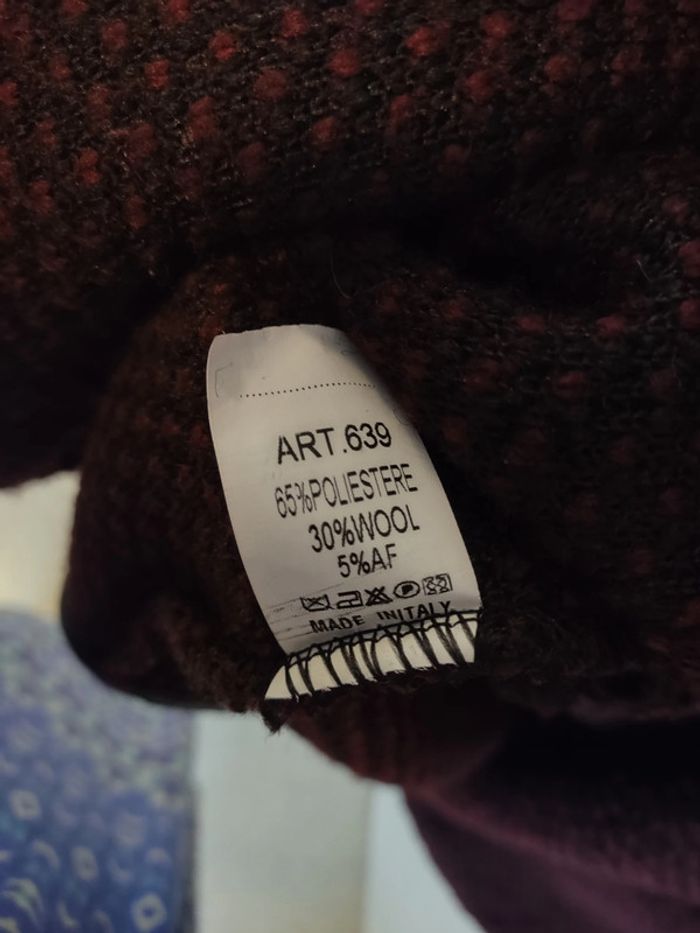 ART.639
65%POLIESTERE
30%WOOL
5%AF
MADE INITALY